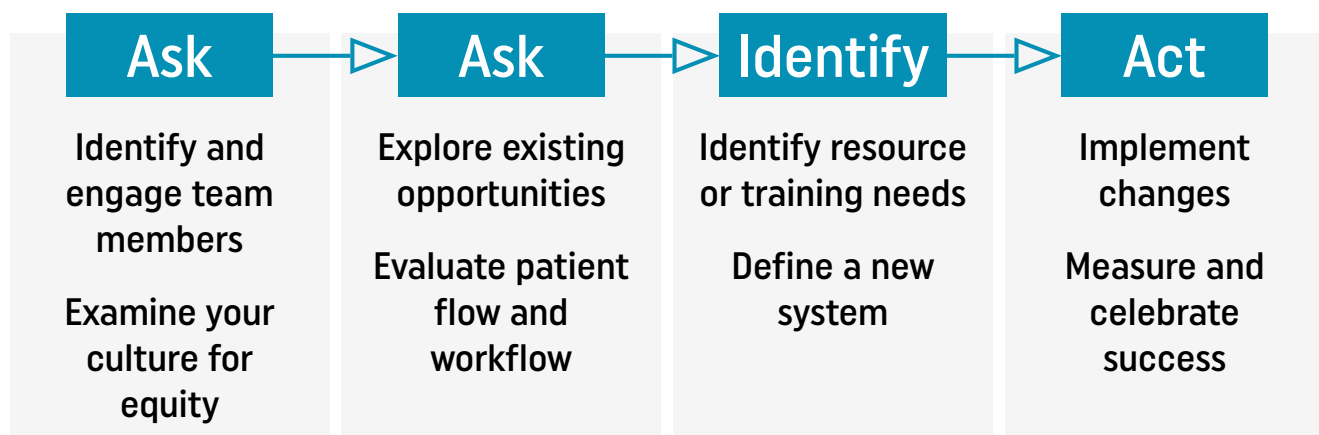 Ask
Identify and
engage team
members
Examine your
culture for
equity
Ask
Explore existing
opportunities
Evaluate patient
flow and
workflow
Identify
Identify resource
or training needs
Define a new
system
Act
Implement
changes
Measure and
celebrate
success